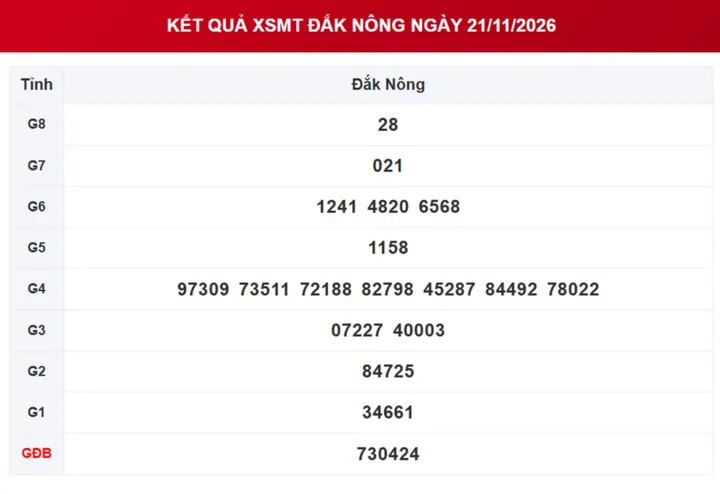 KẾT QUẢ XSMT ĐẮK NÔNG NGÀY 21/11/2026
Tỉnh Đắk Nông
G8 28
G7 021
G6 1241 4820 6568
G5 1158
G4 97309 73511 72188 82798 45287 84492 78022
G3 07227 40003
G2 84725
G1 34661
GĐB 730424